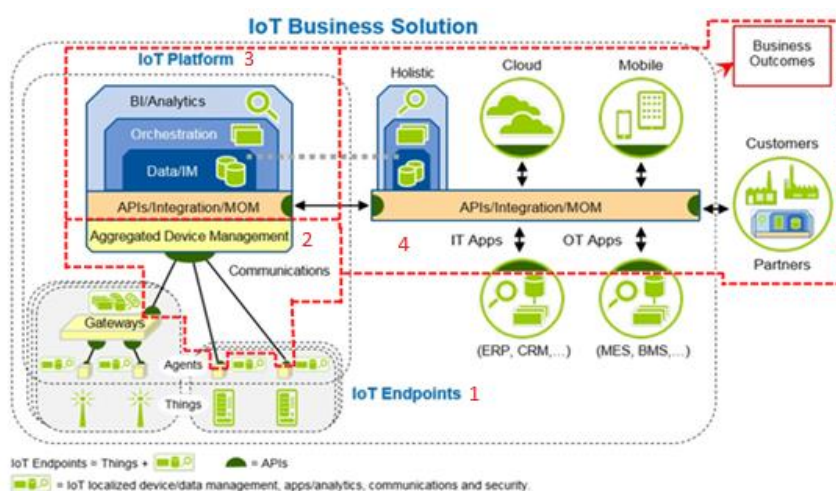 IoT Business Solution
IoT Platform 3
Business
Outcomes
BI/Analytics
Orchestration
Data/IM
APIs/Integration/MOM
Aggregated Device Management
2
Communications
Holistic
Cloud
Mobile
APIs/Integration/MOM
4
IT Apps
OT Apps
(ERP, CRM,...)
(MES, BMS,...)
Customers
Partners
Gateways
Agents
Things
IoT Endpoints 1
IoT Endpoints = Things +
= APIs
= IoT localized device/data management, apps/analytics, communications and security.